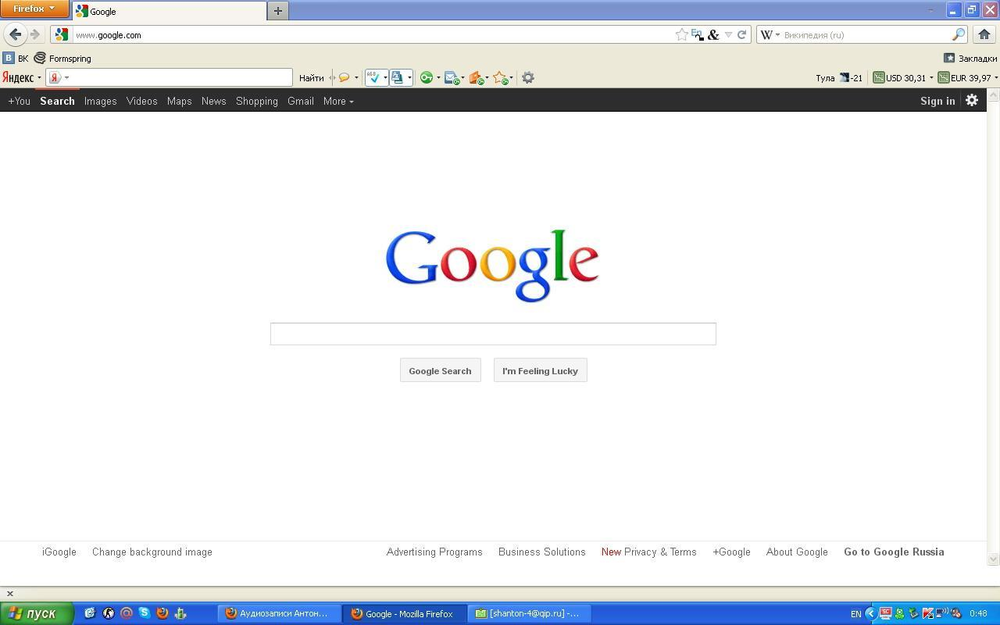 Firefox
Google
www.google.com
En
&
W
Википедия (ru)
B ВК Formspring
Закладки
Яндекс
Я
Найти
АБВ
Тула -21 USD 30,31 EUR 39,97
+You Search Images Videos Maps News Shopping Gmail More
Sign in
Google
Google Search
I'm Feeling Lucky
iGoogle Change background image Advertising Programs Business Solutions New Privacy & Terms +Google About Google Go to Google Russia
пуск
Аудиозаписи Антон...
Google - Mozilla Firefox
[shanton-4@qip.ru] -...
EN
SC
0:48